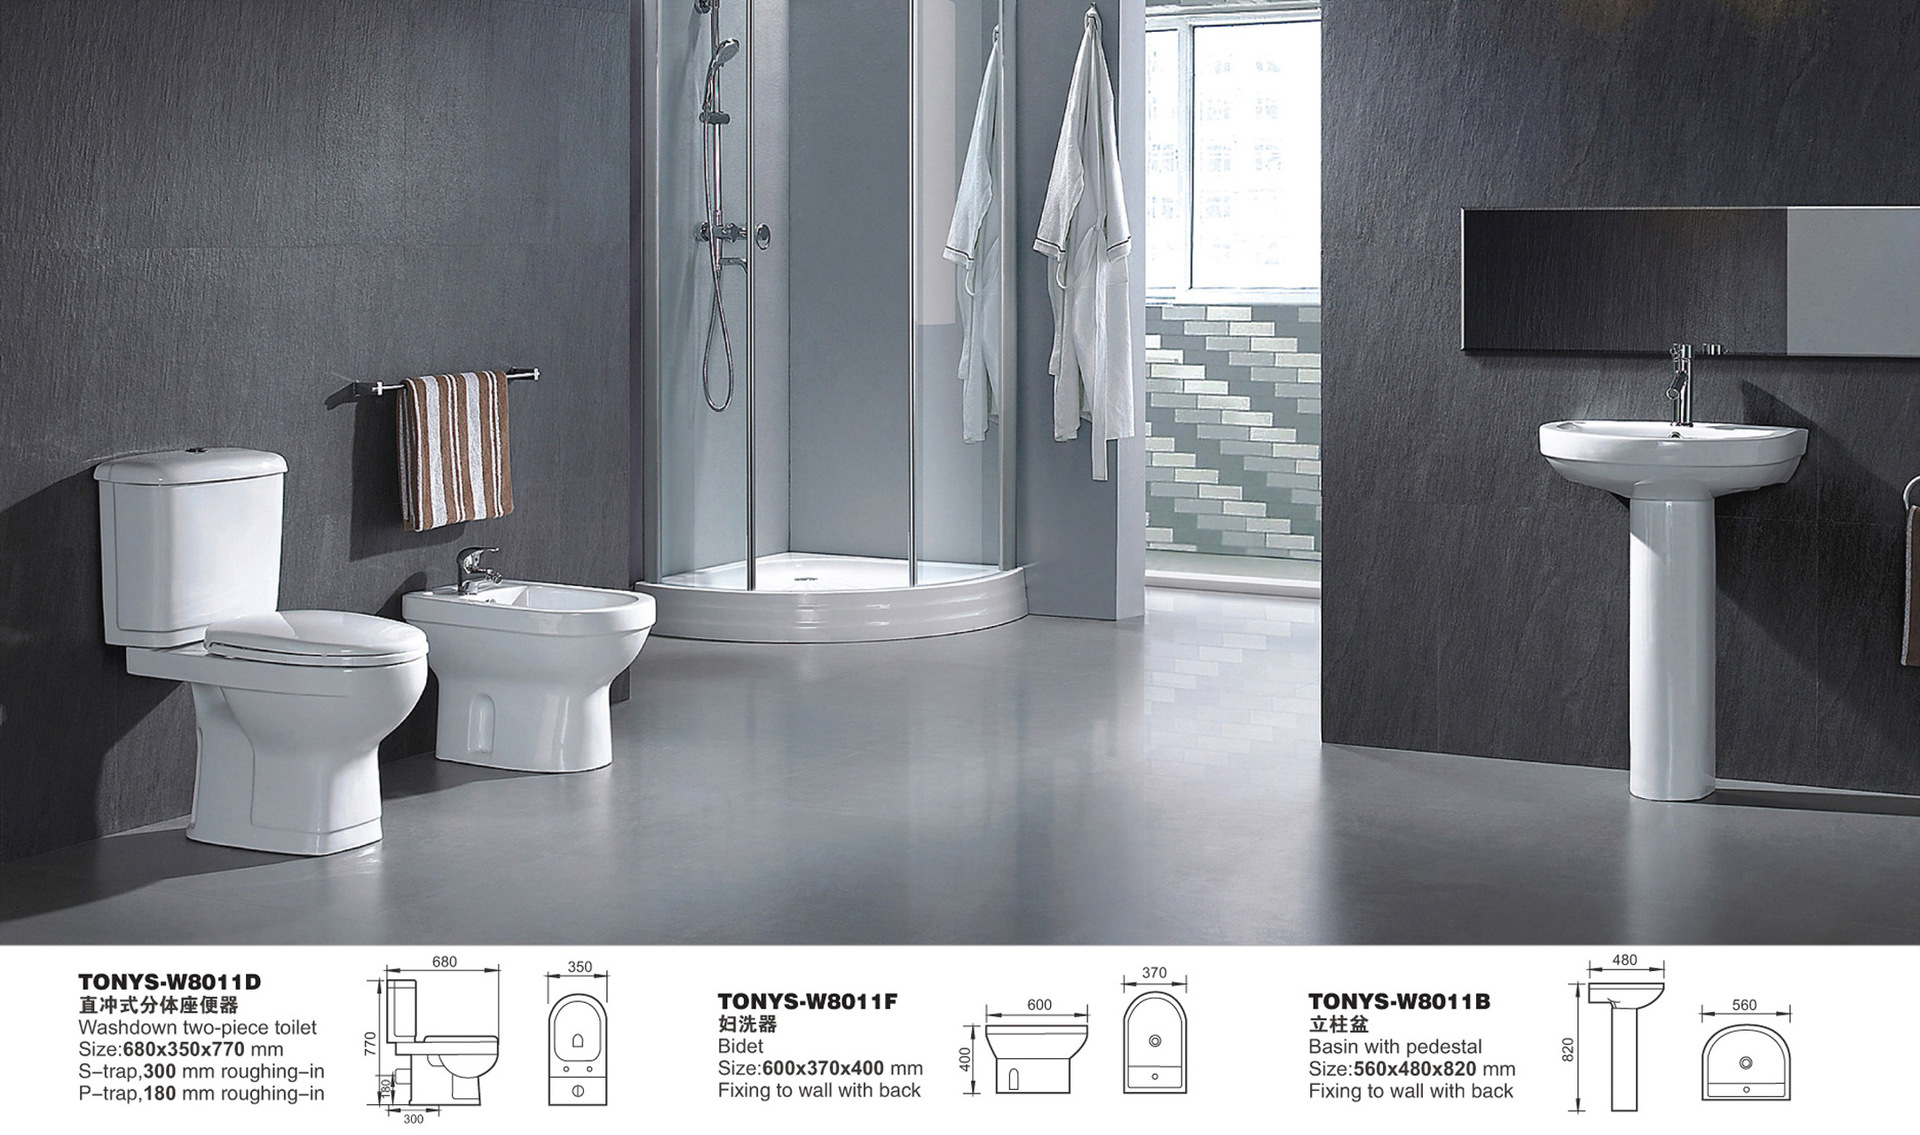 TONYS-W8011D
直冲式分体座便器
Washdown two-piece toilet
Size:680x350x770 mm
S-trap,300 mm roughing-in
P-trap,180 mm roughing-in
680
770
180
300
350
TONYS-W8011F
妇洗器
Bidet
Size:600x370x400 mm
Fixing to wall with back
600
400
370
TONYS-W8011B
立柱盆
Basin with pedestal
Size:560x480x820 mm
Fixing to wall with back
480
820
560